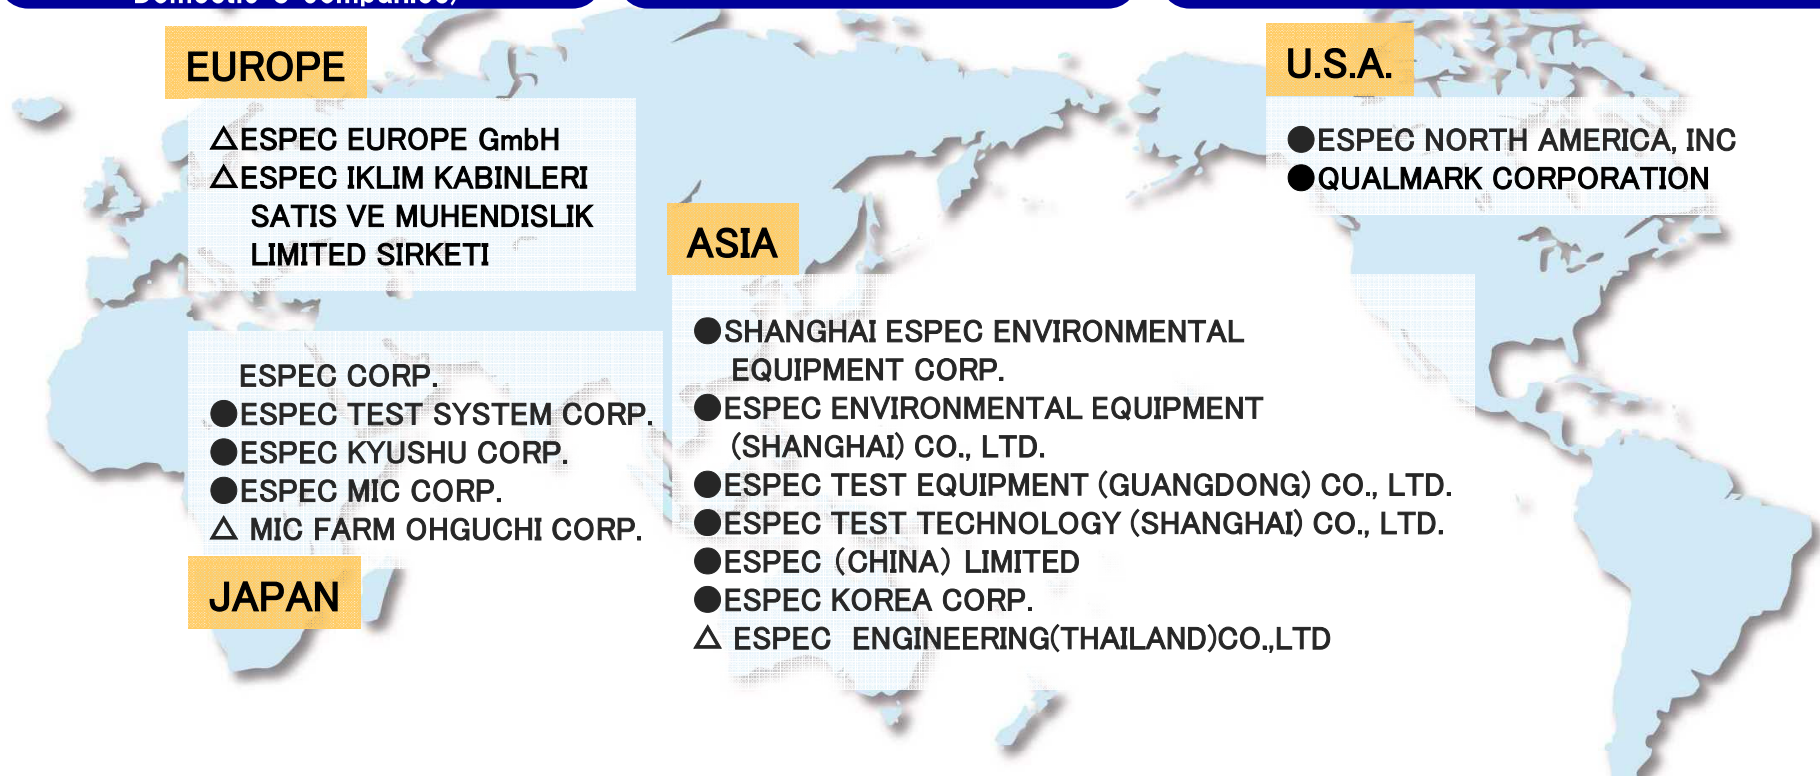 EUROPE
△ESPEC EUROPE GmbH
△ESPEC IKLIM KABINLERI
SATIS VE MUHENDISLIK
LIMITED SIRKETI
U.S.A.
●ESPEC NORTH AMERICA, INC
●QUALMARK CORPORATION
ASIA
●SHANGHAI ESPEC ENVIRONMENTAL
EQUIPMENT CORP.
●ESPEC ENVIRONMENTAL EQUIPMENT
(SHANGHAI) CO., LTD.
●ESPEC TEST EQUIPMENT (GUANGDONG) CO., LTD.
●ESPEC TEST TECHNOLOGY (SHANGHAI) CO., LTD.
●ESPEC (CHINA) LIMITED
●ESPEC KOREA CORP.
△ ESPEC ENGINEERING(THAILAND)CO.,LTD
ESPEC CORP.
●ESPEC TEST SYSTEM CORP.
●ESPEC KYUSHU CORP.
●ESPEC MIC CORP.
△ MIC FARM OHGUCHI CORP.
JAPAN